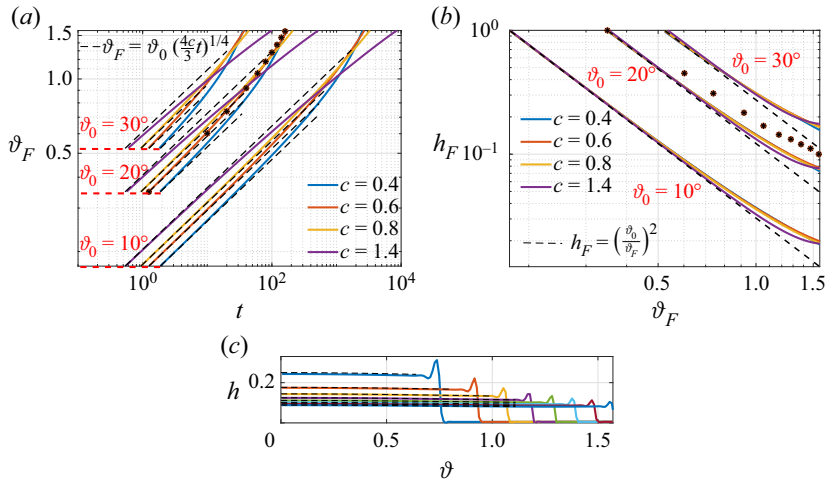 (a)
1.5
1.0
0.5
ϑ_F
ϑ_F = ϑ_0 (4c/3 t)^{1/4}
ϑ_0 = 30°
ϑ_0 = 20°
ϑ_0 = 10°
c = 0.4
c = 0.6
c = 0.8
c = 1.4
10^0 10^2 10^4
t
(b)
10^0
10^{-1}
h_F
ϑ_0 = 30°
ϑ_0 = 20°
ϑ_0 = 10°
c = 0.4
c = 0.6
c = 0.8
c = 1.4
h_F = (ϑ_0/ϑ_F)^2
0.5 1.0 1.5
ϑ_F
(c)
h
0.2
0 0.5 1.0 1.5
ϑ